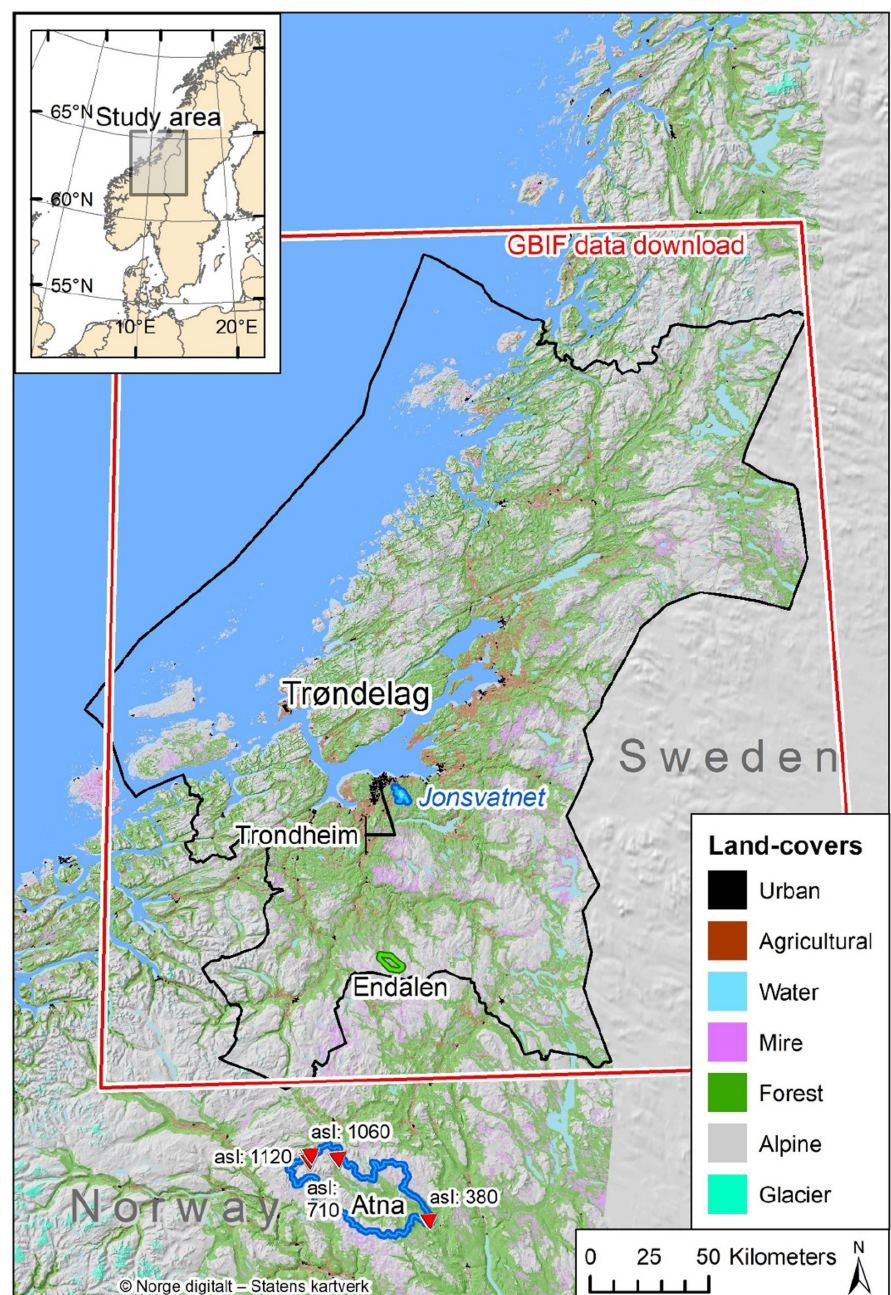 65°N
Study area
60°N
55°N
10°E
20°E
GBIF data download
Trøndelag
Sweden
Jonsvatnet
Trondheim
Endålen
Land-covers
Urban
Agricultural
Water
Mire
Forest
Alpine
Glacier
asl: 1060
asl: 1120
asl:
710
Atna
asl: 380
Norway
0 25 50 Kilometers
N
© Norge digitalt – Statens kartverk